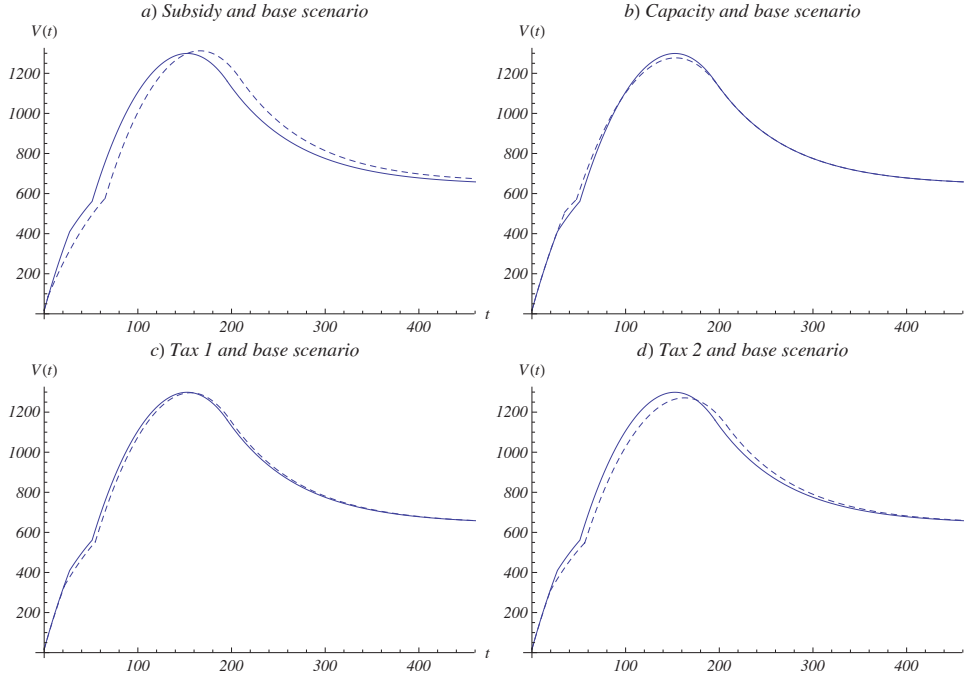 a) Subsidy and base scenario
V(t)
1200
1000
800
600
400
200
100 200 300 400 t
b) Capacity and base scenario
V(t)
1200
1000
800
600
400
200
100 200 300 400 t
c) Tax 1 and base scenario
V(t)
1200
1000
800
600
400
200
100 200 300 400 t
d) Tax 2 and base scenario
V(t)
1200
1000
800
600
400
200
100 200 300 400